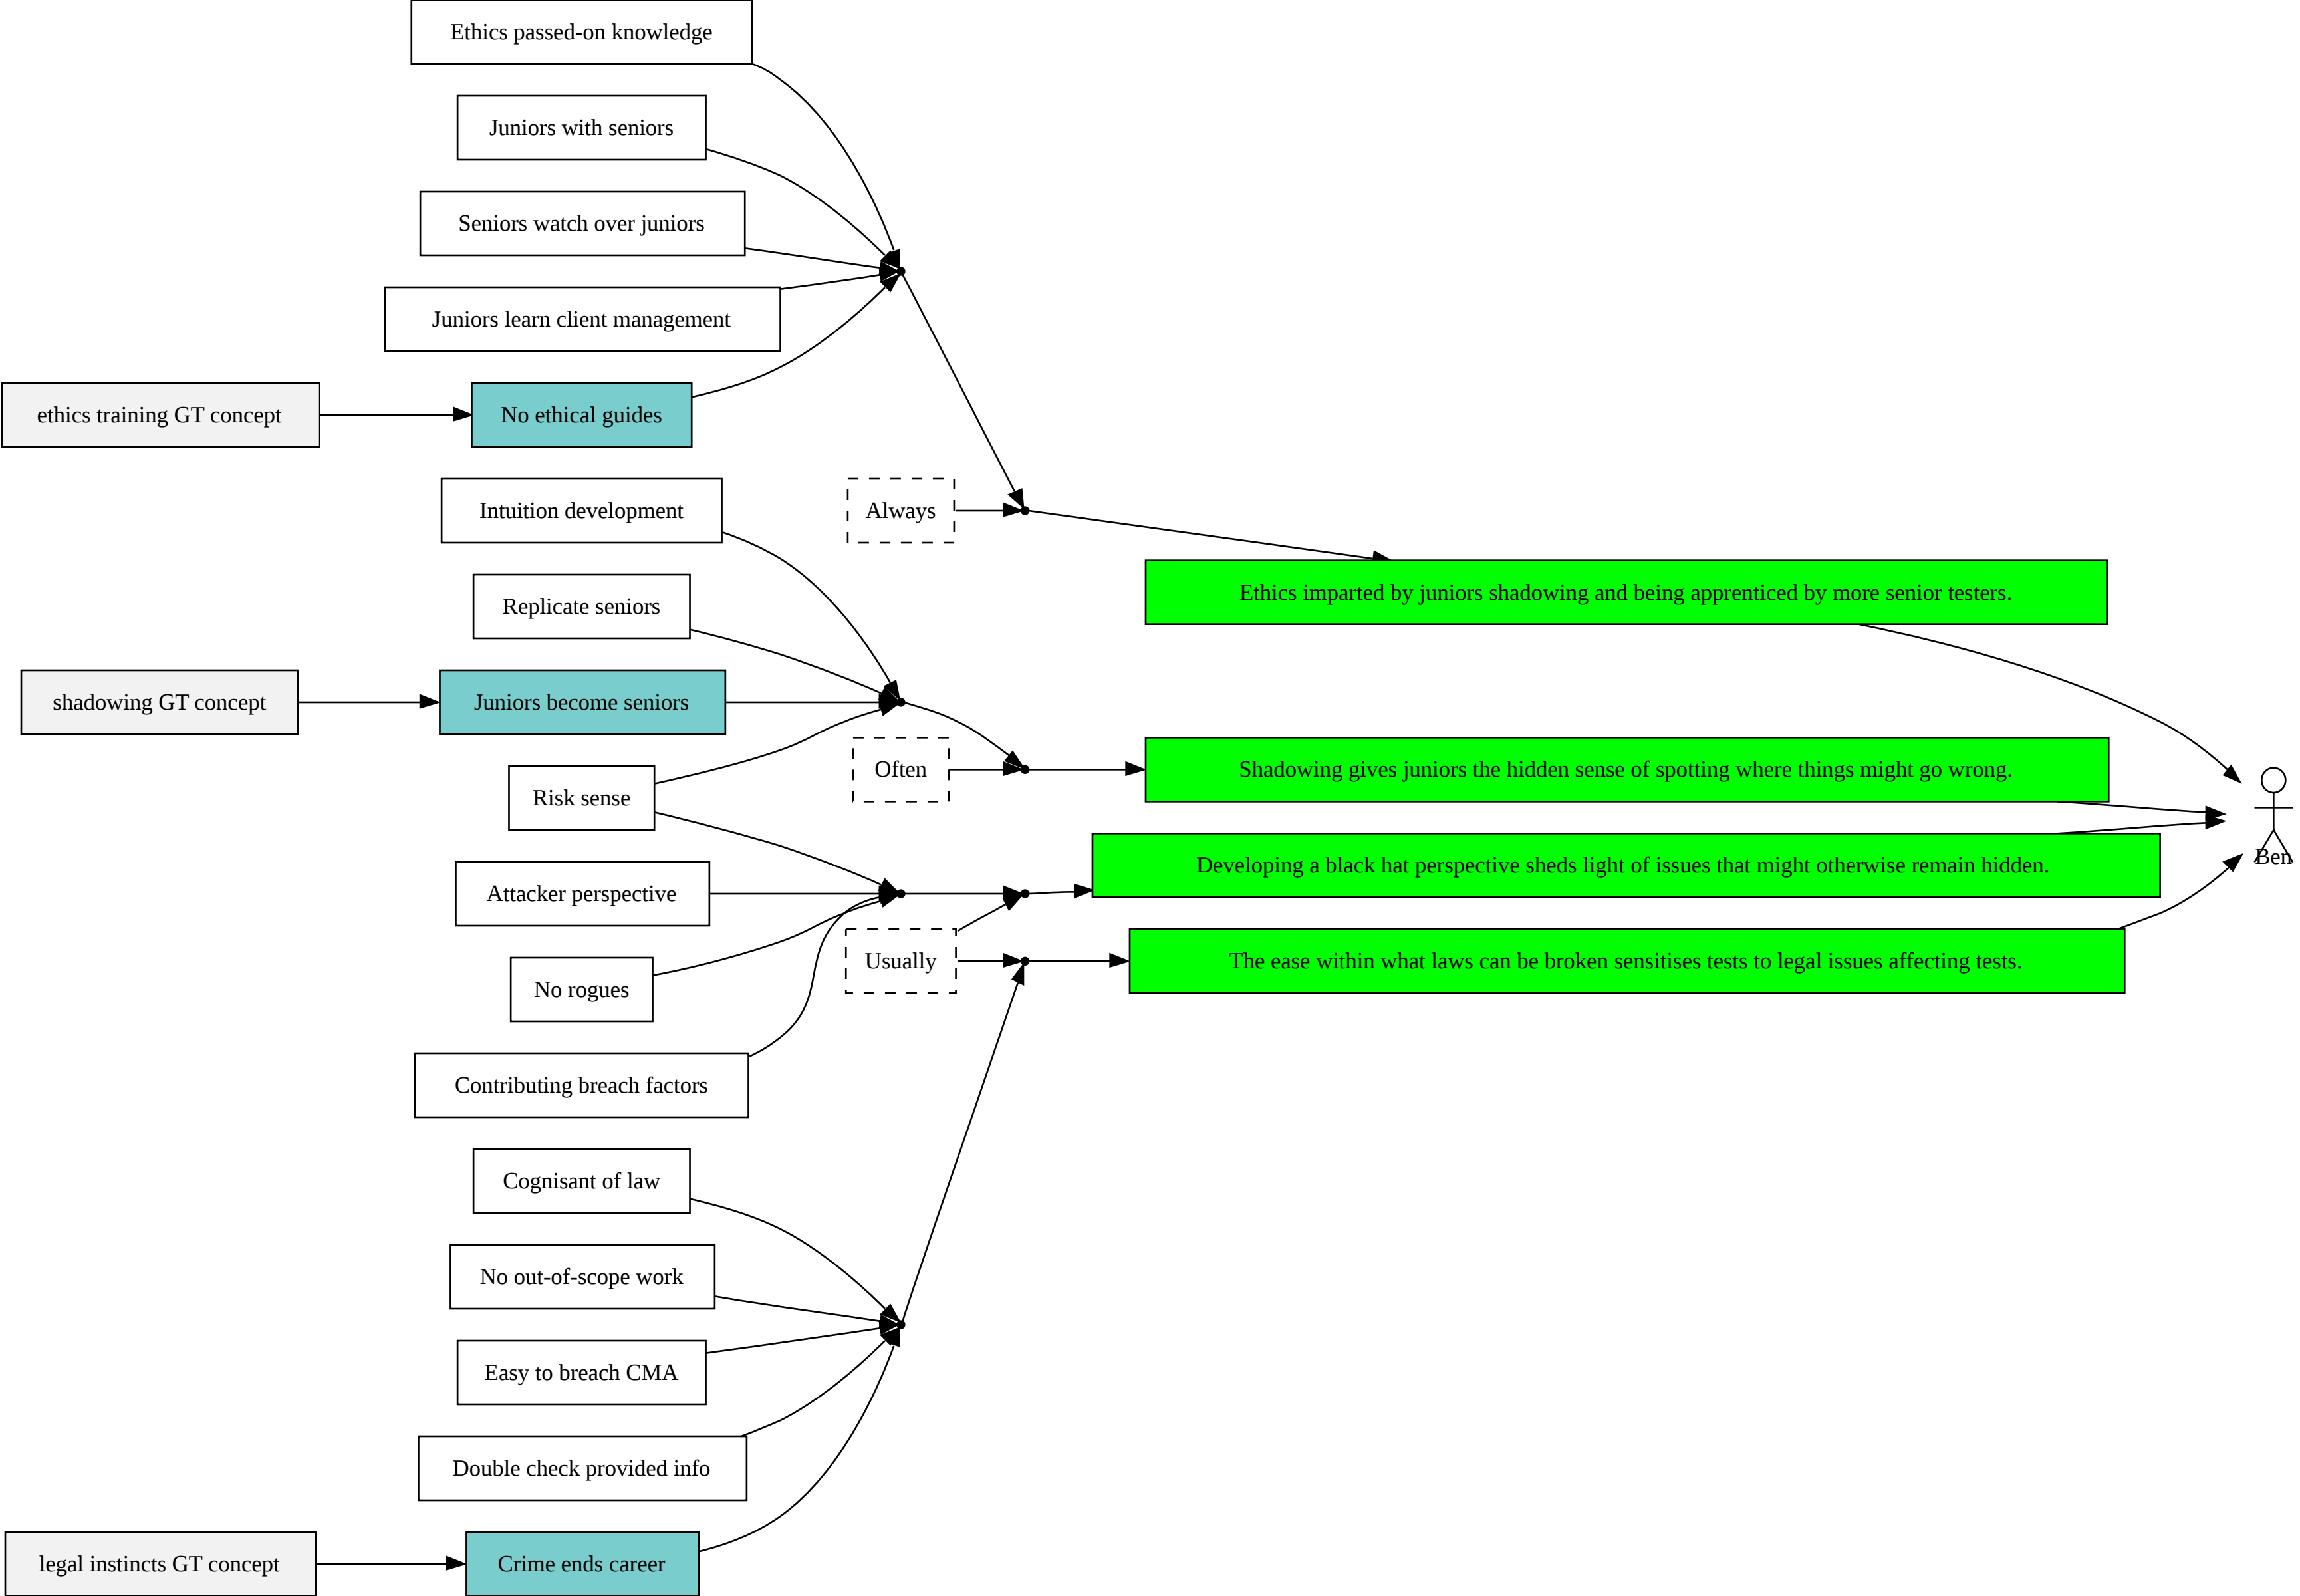 Ethics passed-on knowledge
Juniors with seniors
Seniors watch over juniors
Juniors learn client management
ethics training GT concept
No ethical guides
Intuition development
Always
Ethics imparted by juniors shadowing and being apprenticed by more senior testers.
Replicate seniors
shadowing GT concept
Juniors become seniors
Often
Shadowing gives juniors the hidden sense of spotting where things might go wrong.
Risk sense
Ben
Developing a black hat perspective sheds light of issues that might otherwise remain hidden.
Attacker perspective
Usually
The ease within what laws can be broken sensitises tests to legal issues affecting tests.
No rogues
Contributing breach factors
Cognisant of law
No out-of-scope work
Easy to breach CMA
Double check provided info
legal instincts GT concept
Crime ends career